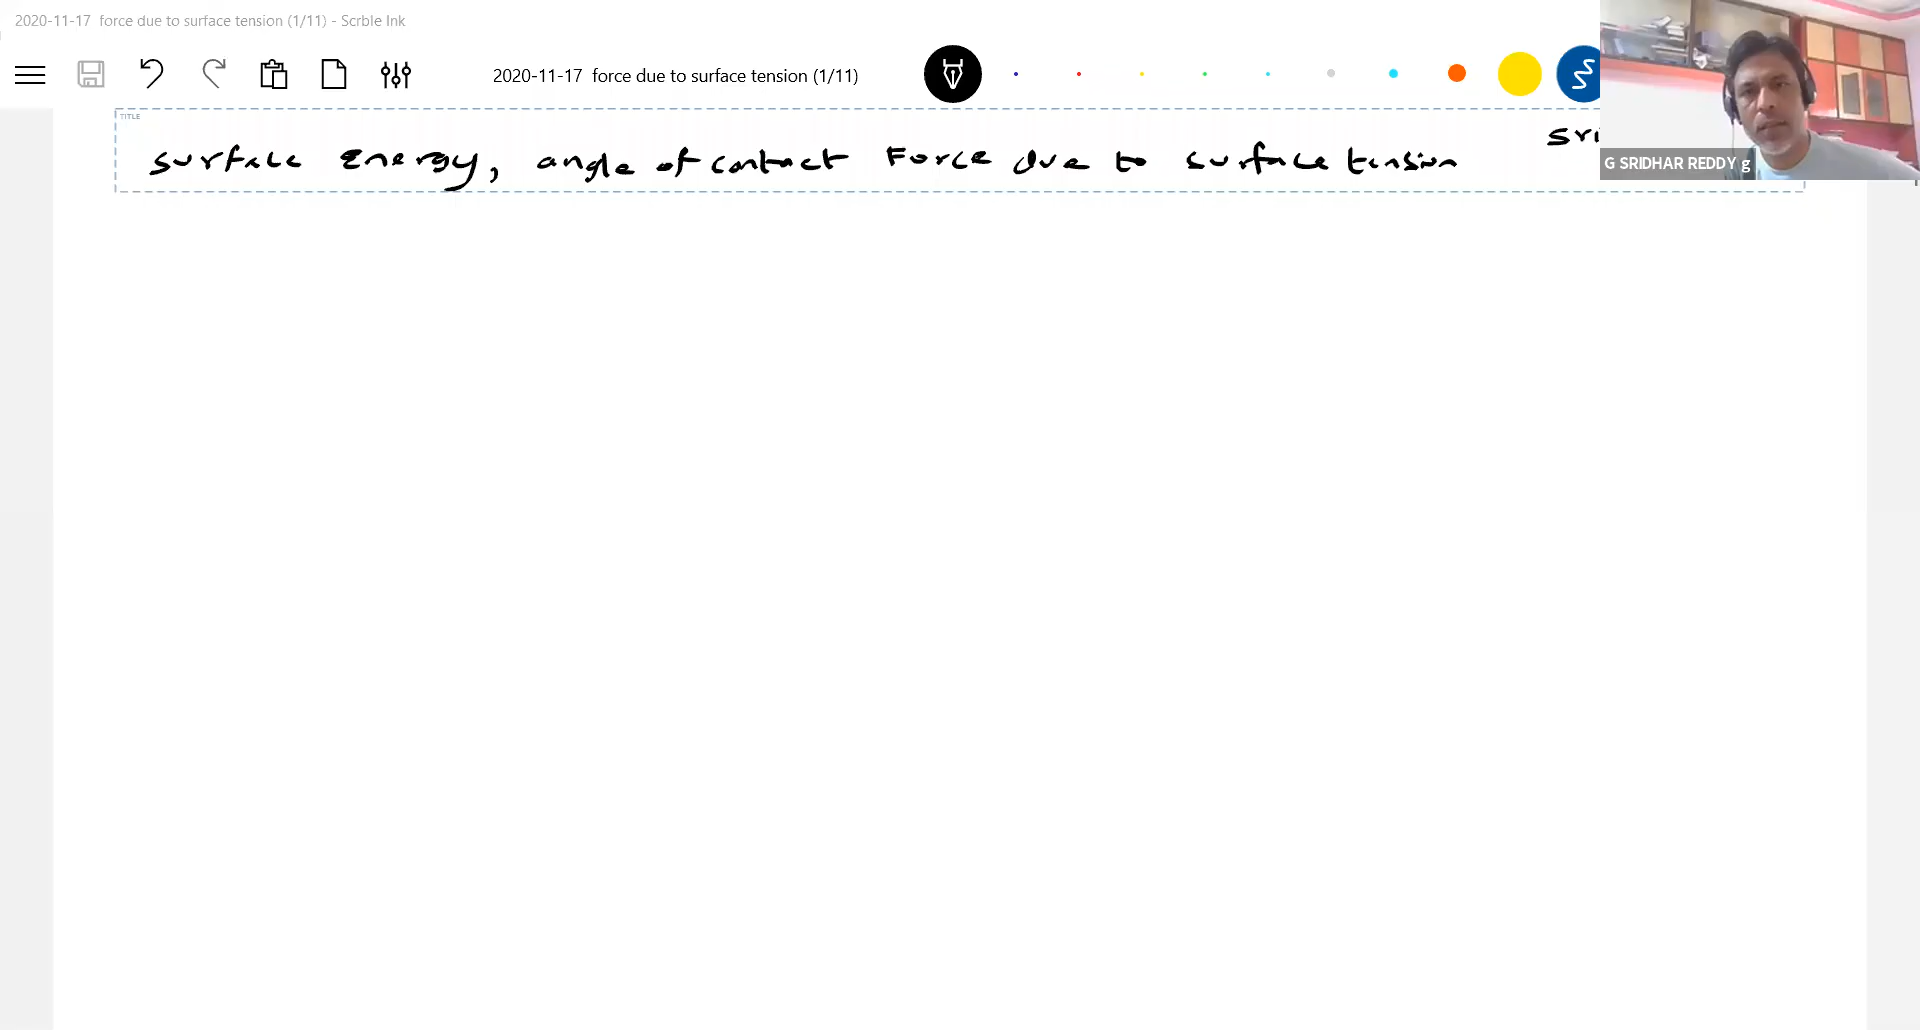 2020-11-17 force due to surface tension (1/11) - Scrble Ink
2020-11-17 force due to surface tension (1/11)
TITLE
surface Energy, angle of contact Force due to surface tension
sri
G SRIDHAR REDDY g